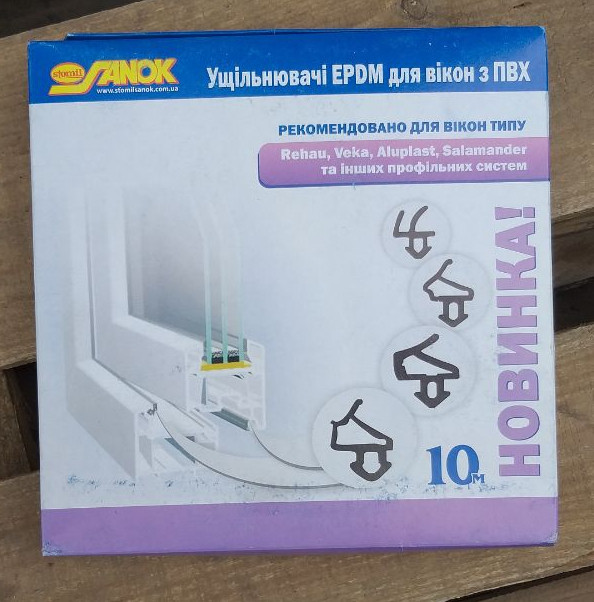 stomil SANOK
www.stomilsanok.com.ua
Ущільнювачі EPDM для вікон з ПВХ
РЕКОМЕНДОВАНО ДЛЯ ВІКОН ТИПУ
Rehau, Veka, Aluplast, Salamander
та інших профільних систем
НОВИНКА!
10м